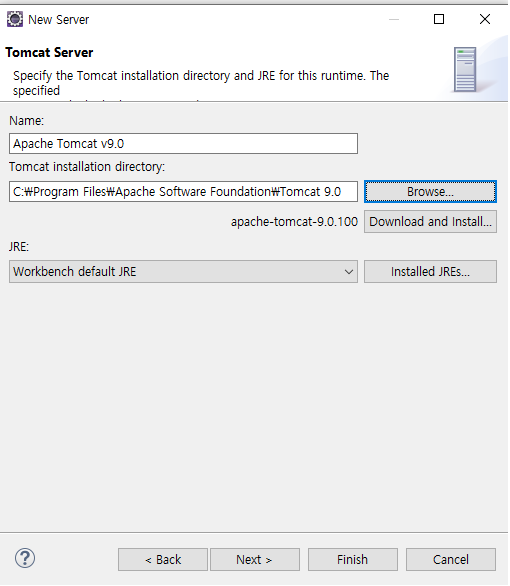 New Server
Tomcat Server
Specify the Tomcat installation directory and JRE for this runtime. The
specified
Name:
Apache Tomcat v9.0
Tomcat installation directory:
C:₩Program Files₩Apache Software Foundation₩Tomcat 9.0
Browse...
apache-tomcat-9.0.100
Download and Install...
JRE:
Workbench default JRE
Installed JREs...
?
< Back
Next >
Finish
Cancel